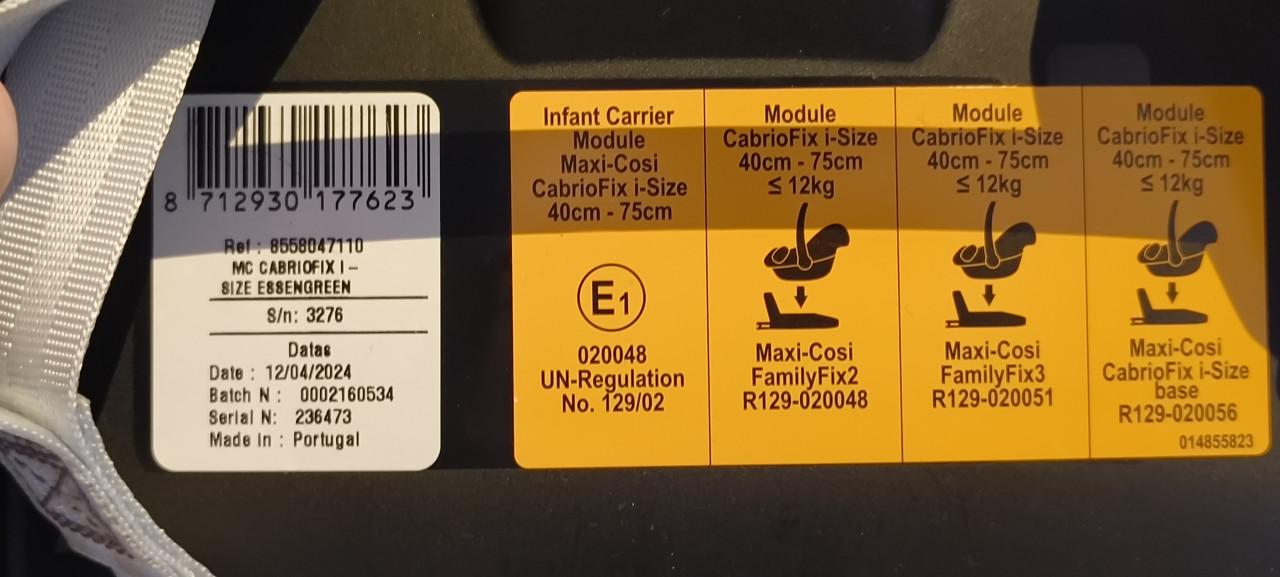 8 712930 177623
Ref : 8558047110
MC CABRIOFIX I –
SIZE ESSENGREEN
S/n: 3276
Datas
Date : 12/04/2024
Batch N : 0002160534
Serial N: 236473
Made in : Portugal
Infant Carrier
Module
Maxi-Cosi
CabrioFix i-Size
40cm - 75cm
E1
020048
UN-Regulation
No. 129/02
Module
CabrioFix i-Size
40cm - 75cm
≤ 12kg
Maxi-Cosi
FamilyFix2
R129-020048
Module
CabrioFix i-Size
40cm - 75cm
≤ 12kg
Maxi-Cosi
FamilyFix3
R129-020051
Module
CabrioFix i-Size
40cm - 75cm
≤ 12kg
Maxi-Cosi
CabrioFix i-Size
base
R129-020056
014855823